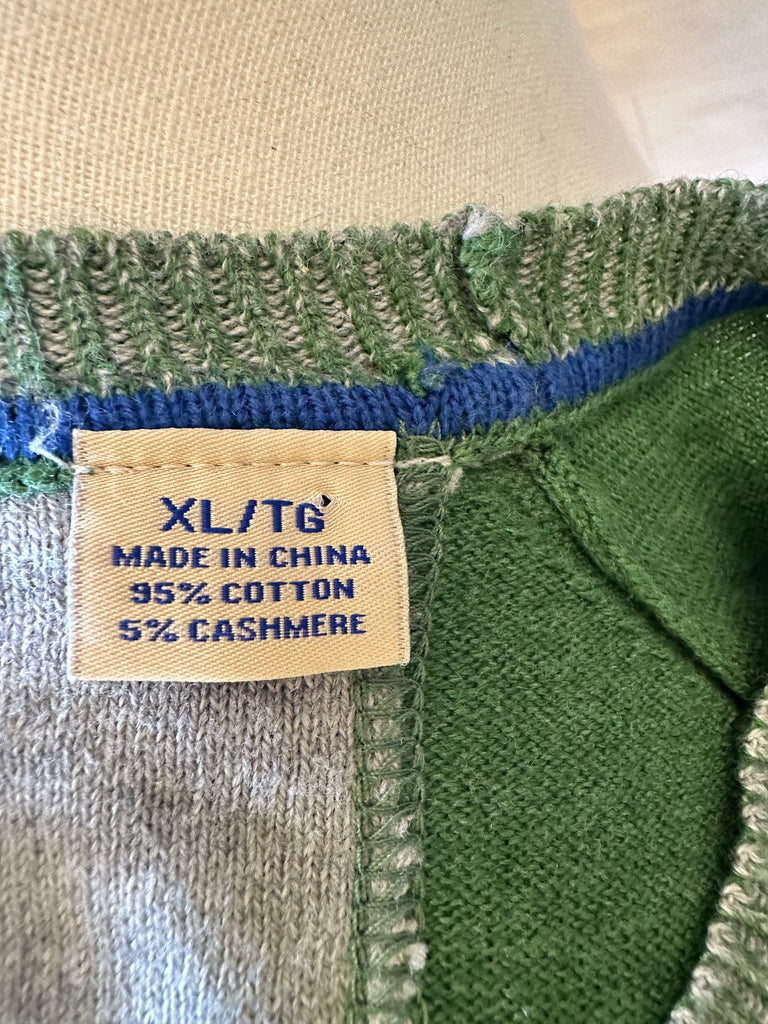 XL/TG
MADE IN CHINA
95% COTTON
5% CASHMERE